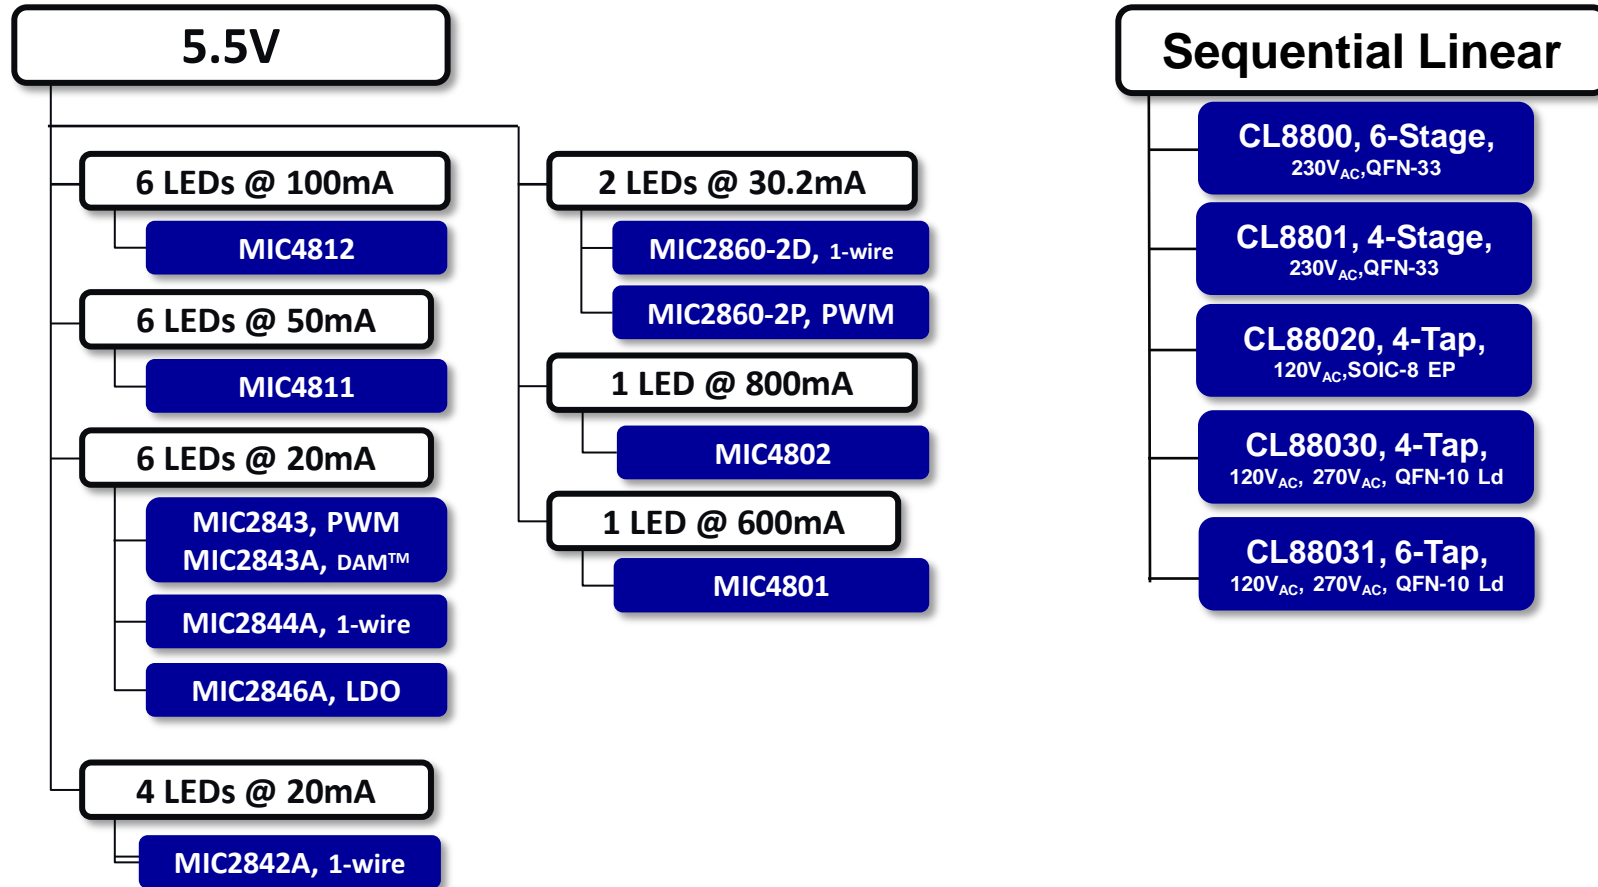 5.5V
6 LEDs @ 100mA
MIC4812
6 LEDs @ 50mA
MIC4811
6 LEDs @ 20mA
MIC2843, PWM
MIC2843A, DAM™
MIC2844A, 1-wire
MIC2846A, LDO
4 LEDs @ 20mA
MIC2842A, 1-wire
2 LEDs @ 30.2mA
MIC2860-2D, 1-wire
MIC2860-2P, PWM
1 LED @ 800mA
MIC4802
1 LED @ 600mA
MIC4801
Sequential Linear
CL8800, 6-Stage,
230VAC,QFN-33
CL8801, 4-Stage,
230VAC,QFN-33
CL88020, 4-Tap,
120VAC,SOIC-8 EP
CL88030, 4-Tap,
120VAC, 270VAC, QFN-10 Ld
CL88031, 6-Tap,
120VAC, 270VAC, QFN-10 Ld